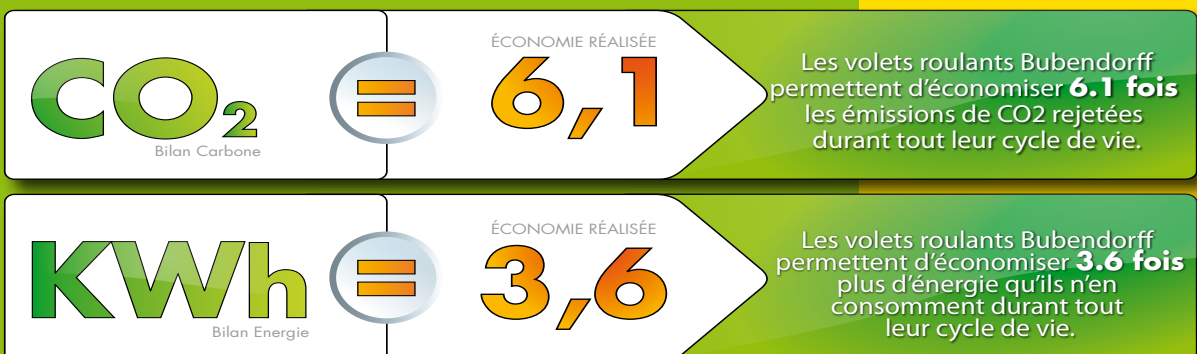 CO2
Bilan Carbone
=
ÉCONOMIE RÉALISÉE
6,1
Les volets roulants Bubendorff
permettent d'économiser 6.1 fois
les émissions de CO2 rejetées
durant tout leur cycle de vie.
KWh
Bilan Energie
=
ÉCONOMIE RÉALISÉE
3,6
Les volets roulants Bubendorff
permettent d'économiser 3.6 fois
plus d'énergie qu'ils n'en
consomment durant tout
leur cycle de vie.